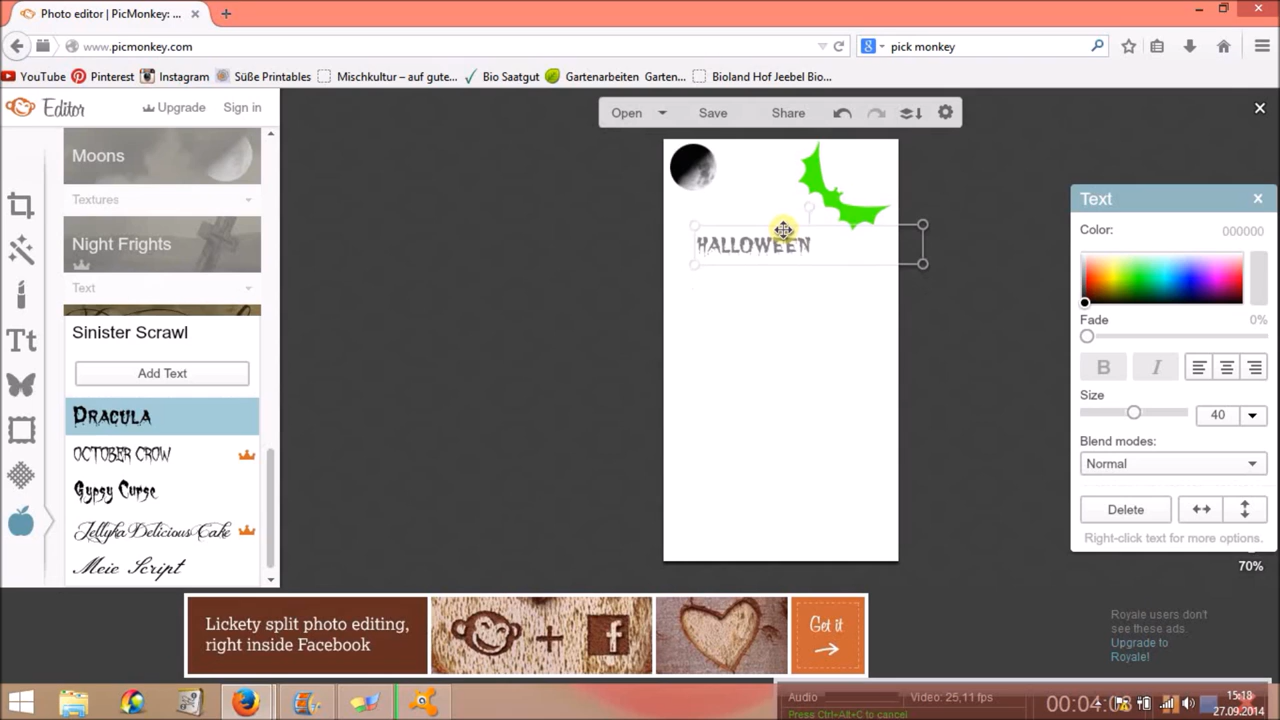 Photo editor | PicMonkey: ...
www.picmonkey.com
pick monkey
YouTube Pinterest Instagram Süße Printables Mischkultur – auf gute... Bio Saatgut Gartenarbeiten Garten... Bioland Hof Jeebel Bio...
Editor Upgrade Sign in
Open Save Share
Moons
Textures
Night Frights
Text
Sinister Scrawl
Add Text
DRACULA
OCTOBER CROW
Gypsy Curse
Jellyka Delicious Cake
Meie Script
HALLOWEEN
Text
Color: 000000
Fade 0%
B I
Size
40
Blend modes:
Normal
Delete
Right-click text for more options.
70%
Lickety split photo editing,
right inside Facebook
+ f
Get it
Royale users don't
see these ads.
Upgrade to
Royale!
Audio Video: 25,11 fps
Press Ctrl+Alt+C to cancel
15:18
27.09.2014